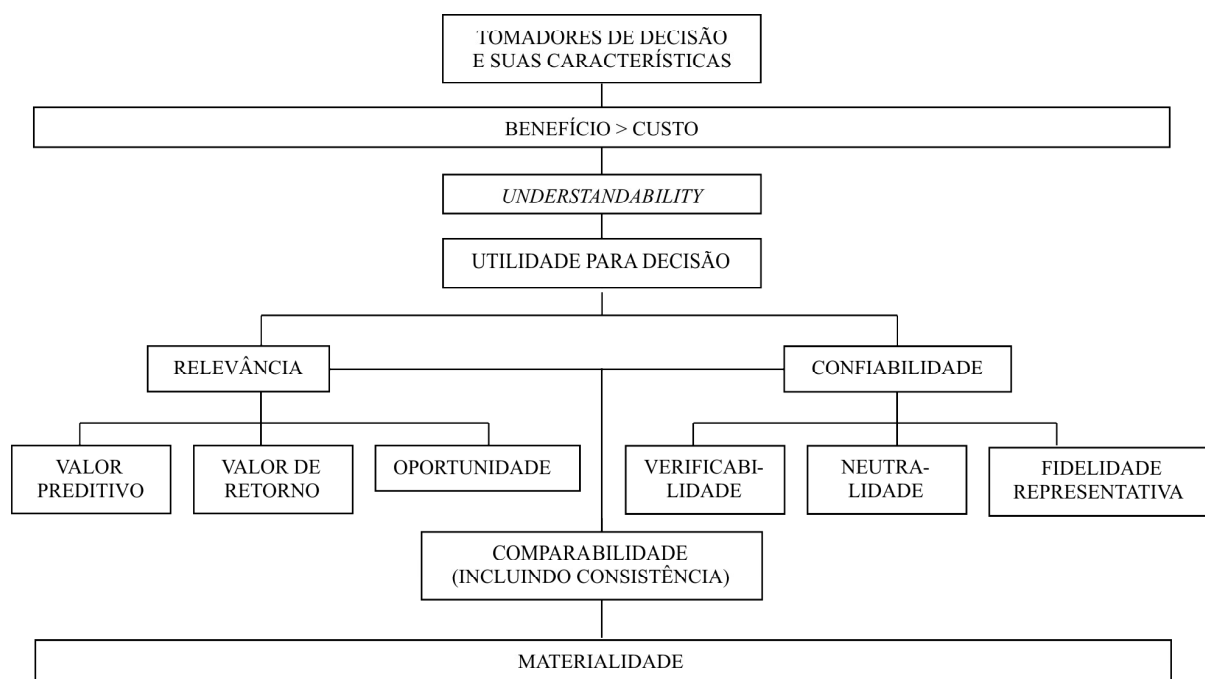 TOMADORES DE DECISÃO
E SUAS CARACTERÍSTICAS
BENEFÍCIO > CUSTO
UNDERSTANDABILITY
UTILIDADE PARA DECISÃO
RELEVÂNCIA
CONFIABILIDADE
VALOR
PREDITIVO
VALOR DE
RETORNO
OPORTUNIDADE
VERIFICABI-
LIDADE
NEUTRA-
LIDADE
FIDELIDADE
REPRESENTATIVA
COMPARABILIDADE
(INCLUINDO CONSISTÊNCIA)
MATERIALIDADE